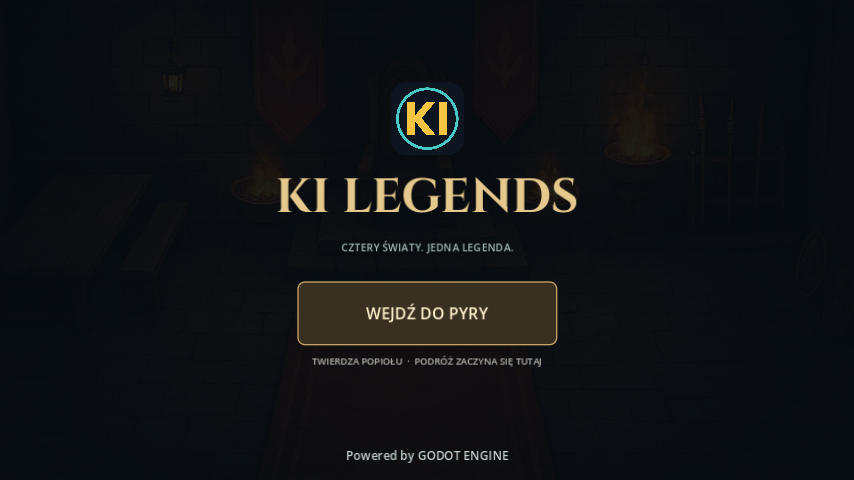 KI
KI LEGENDS
CZTERY ŚWIATY. JEDNA LEGENDA.
WEJDŹ DO PYRY
TWIERDZA POPIOŁU · PODRÓŻ ZACZYNA SIĘ TUTAJ
Powered by GODOT ENGINE